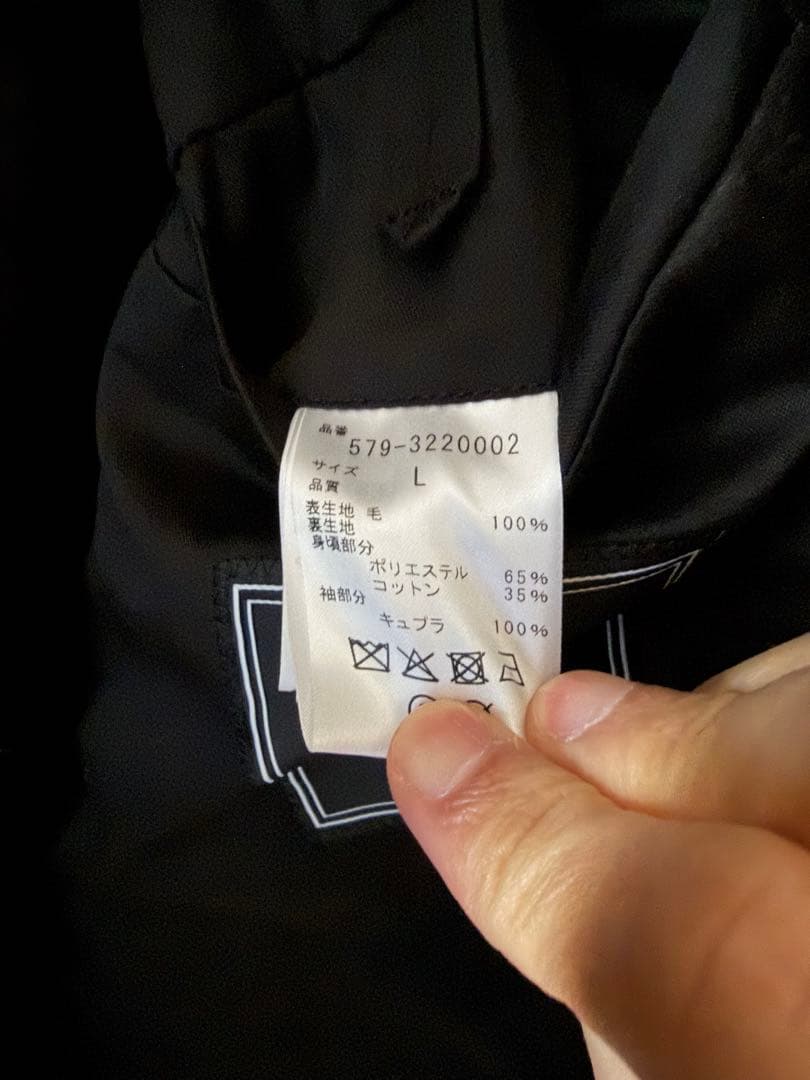 品番
579-3220002
サイズ L
品質
表生地 毛 100%
裏生地
身頃部分
ポリエステル 65%
コットン 35%
袖部分
キュプラ 100%